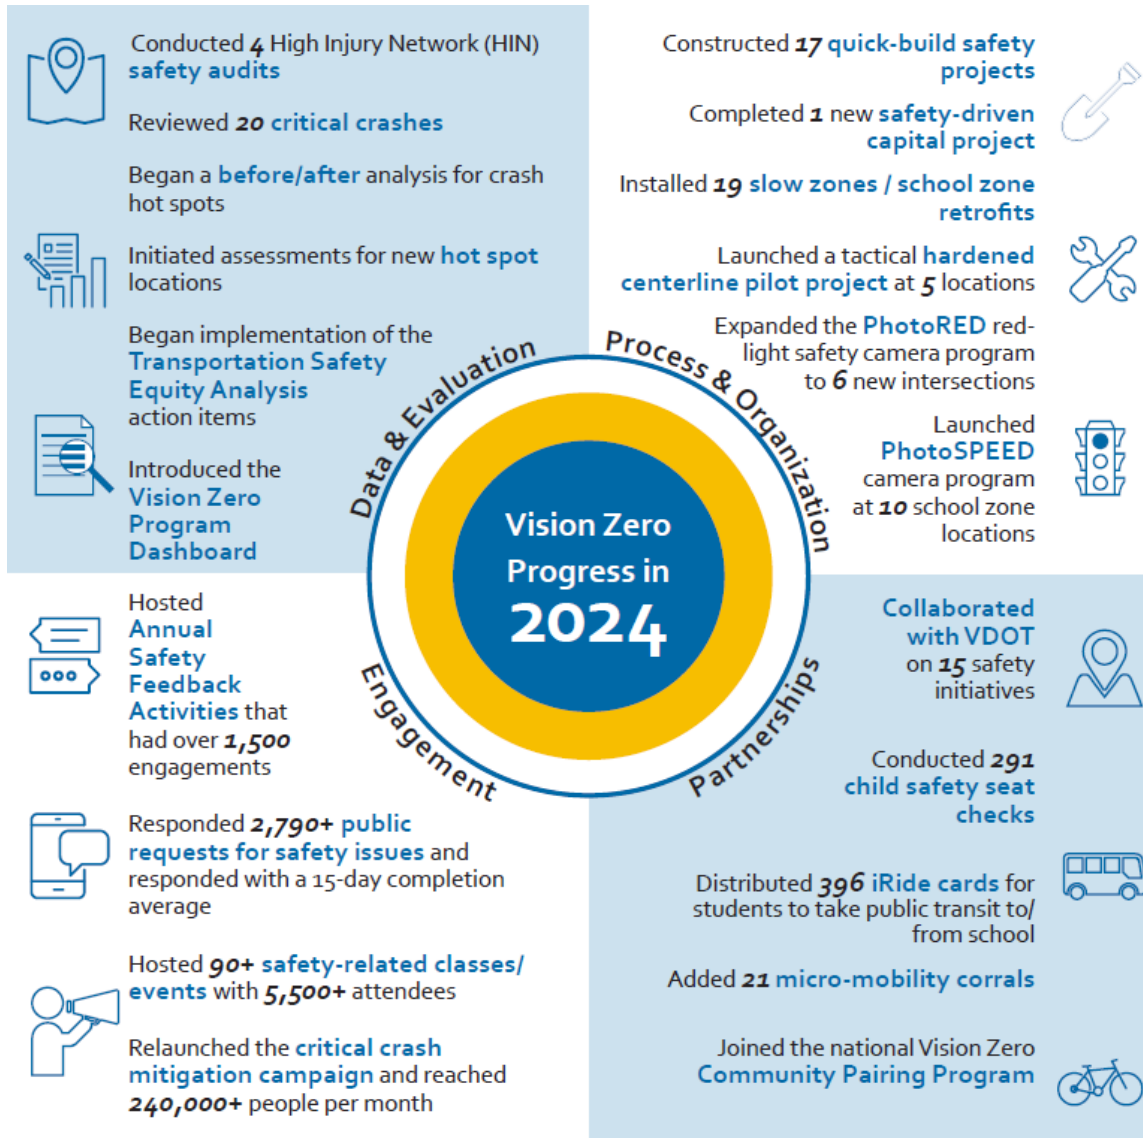 Conducted 4 High Injury Network (HIN)
safety audits
Reviewed 20 critical crashes
Began a before/after analysis for crash
hot spots
Initiated assessments for new hot spot
locations
Began implementation of the
Transportation Safety
Equity Analysis
action items
Introduced the
Vision Zero
Program
Dashboard
Constructed 17 quick-build safety
projects
Completed 1 new safety-driven
capital project
Installed 19 slow zones / school zone
retrofits
Launched a tactical hardened
centerline pilot project at 5 locations
Expanded the PhotoRED red-
light safety camera program
to 6 new intersections
Launched
PhotoSPEED
camera program
at 10 school zone
locations
Data & Evaluation
Process & Organization
Vision Zero
Progress in
2024
Engagement
Partnerships
Hosted
Annual
Safety
Feedback
Activities that
had over 1,500
engagements
Responded 2,790+ public
requests for safety issues and
responded with a 15-day completion
average
Hosted 90+ safety-related classes/
events with 5,500+ attendees
Relaunched the critical crash
mitigation campaign and reached
240,000+ people per month
Collaborated
with VDOT
on 15 safety
initiatives
Conducted 291
child safety seat
checks
Distributed 396 iRide cards for
students to take public transit to/
from school
Added 21 micro-mobility corrals
Joined the national Vision Zero
Community Pairing Program